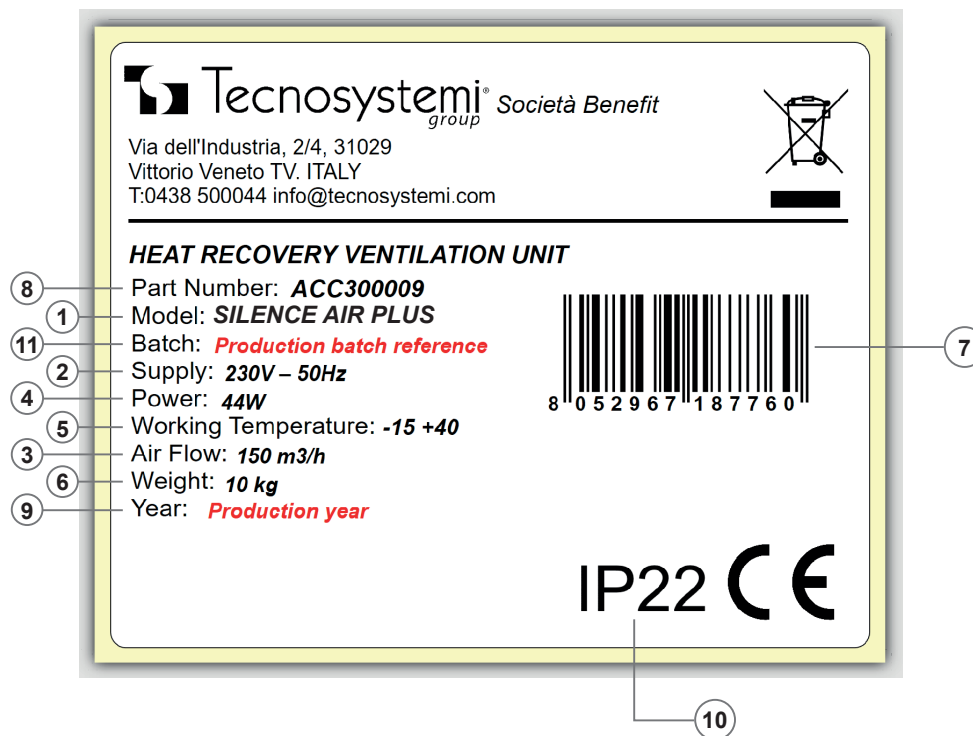 Tecnosystemi® group Società Benefit
Via dell'Industria, 2/4, 31029
Vittorio Veneto TV. ITALY
T:0438 500044 info@tecnosystemi.com
HEAT RECOVERY VENTILATION UNIT
8 Part Number: ACC300009
1 Model: SILENCE AIR PLUS
11 Batch: Production batch reference
2 Supply: 230V – 50Hz
4 Power: 44W
5 Working Temperature: -15 +40
3 Air Flow: 150 m3/h
6 Weight: 10 kg
9 Year: Production year
8 052967 187760
7
IP22 CE
10